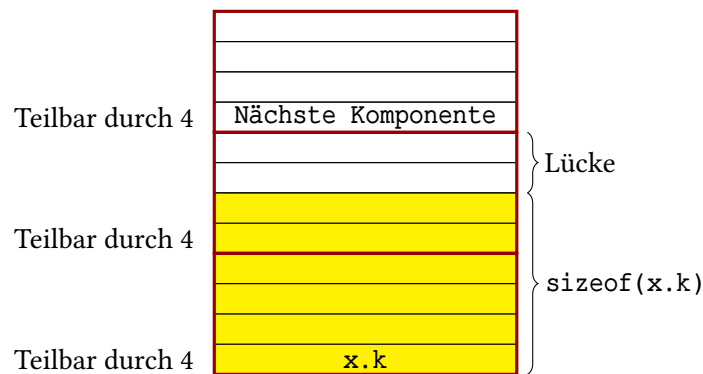 Teilbar durch 4
Nächste Komponente
Lücke
Teilbar durch 4
sizeof(x.k)
Teilbar durch 4
x.k